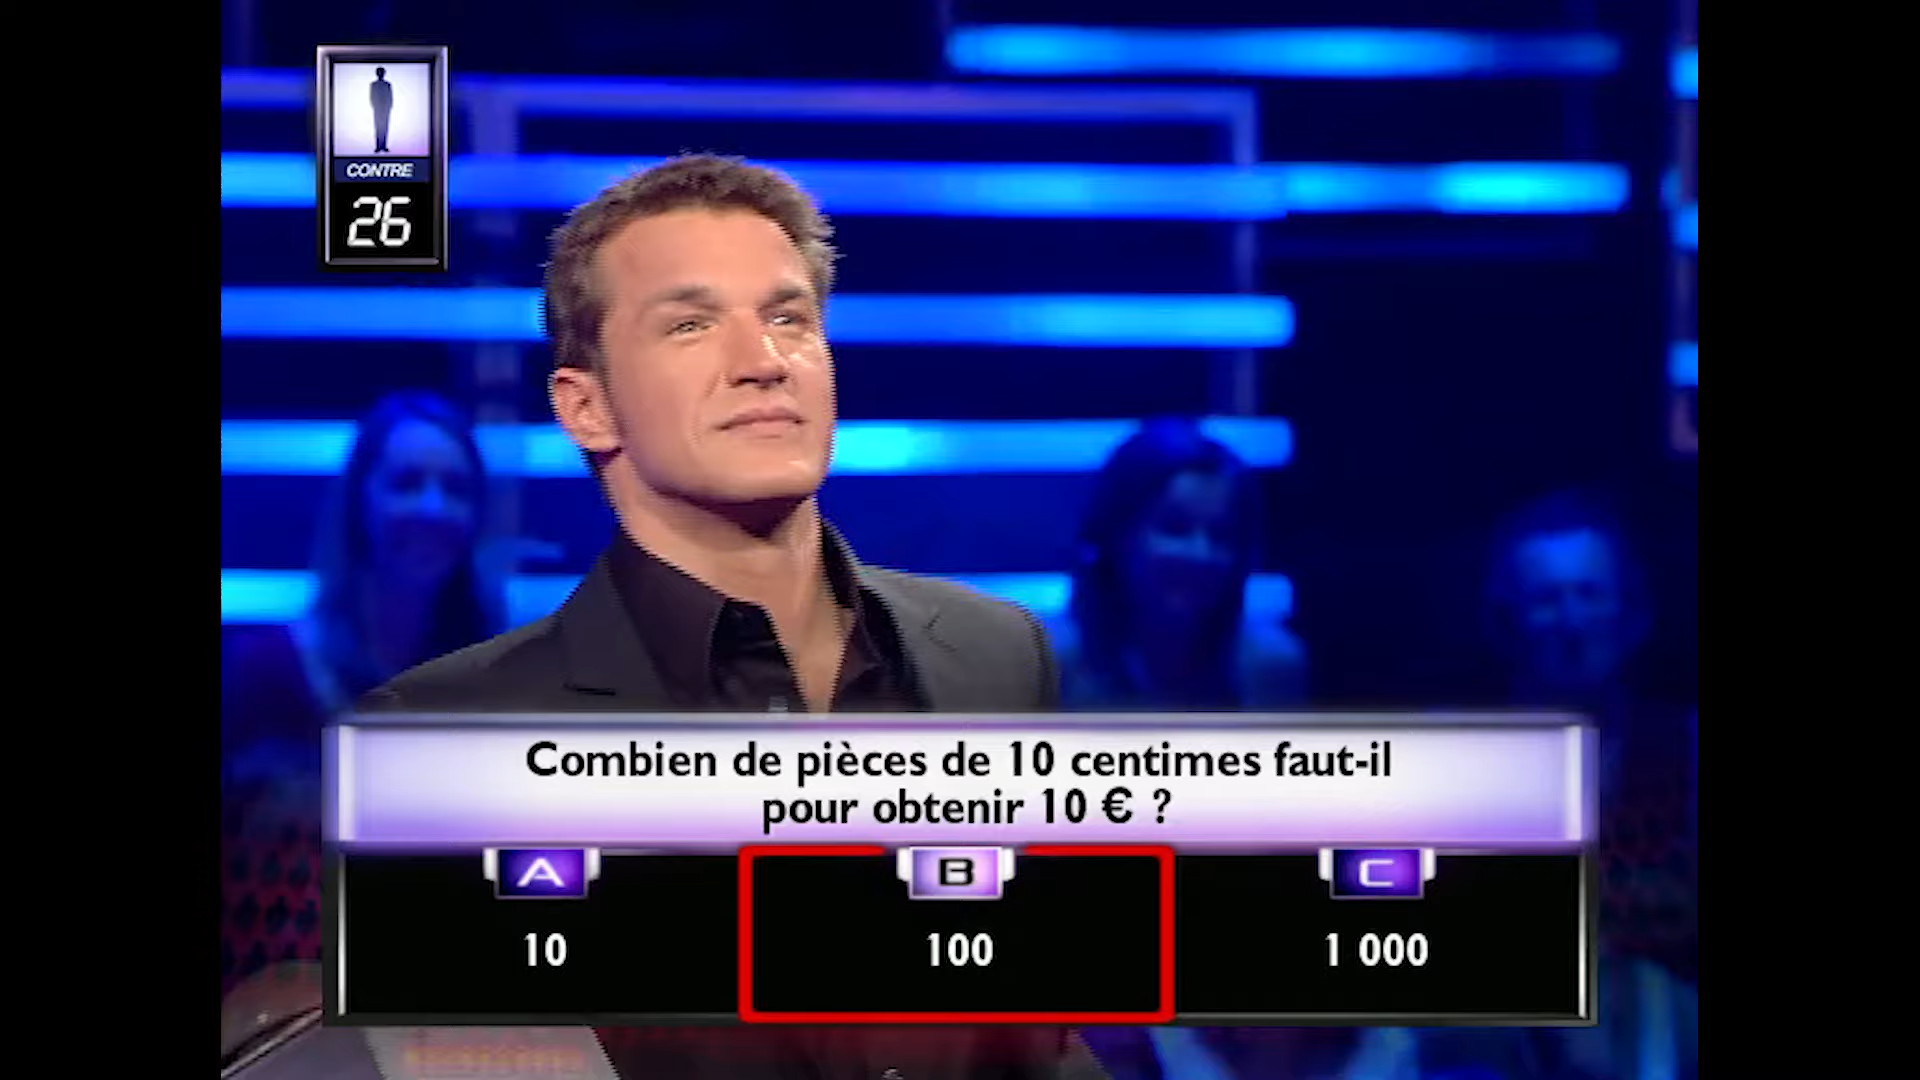 CONTRE
26
Combien de pièces de 10 centimes faut-il
pour obtenir 10 € ?
A
B
C
10
100
1 000